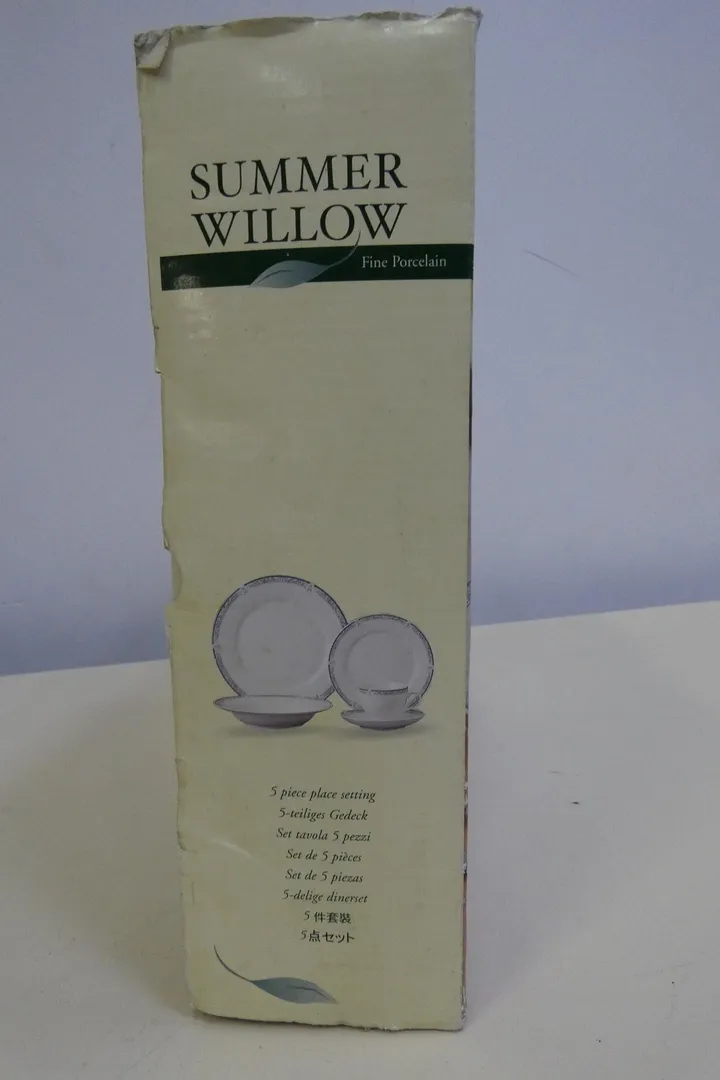 SUMMER
WILLOW
Fine Porcelain
5 piece place setting
5-teiliges Gedeck
Set tavola 5 pezzi
Set de 5 pièces
Set de 5 piezas
5-delige dinerset
5 件套裝
5点セット